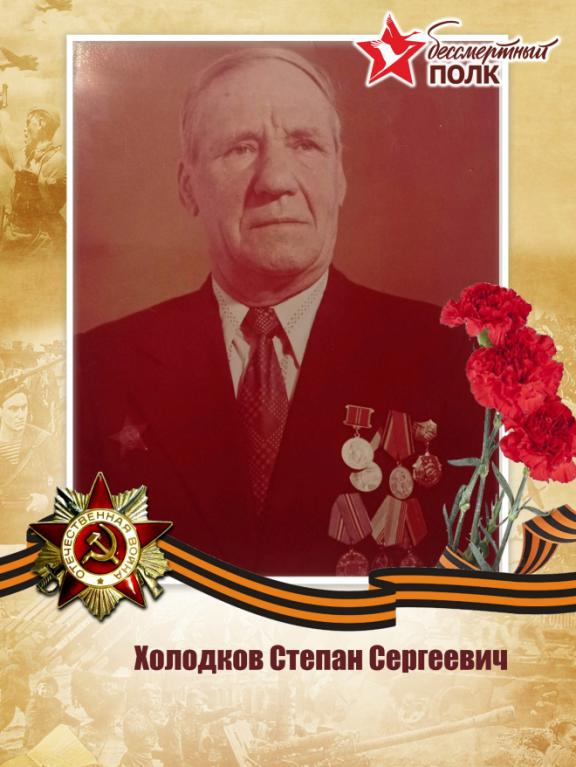 бессмертный
ПОЛК
ОТЕЧЕСТВЕННАЯ ВОЙНА
Холодков Степан Сергеевич